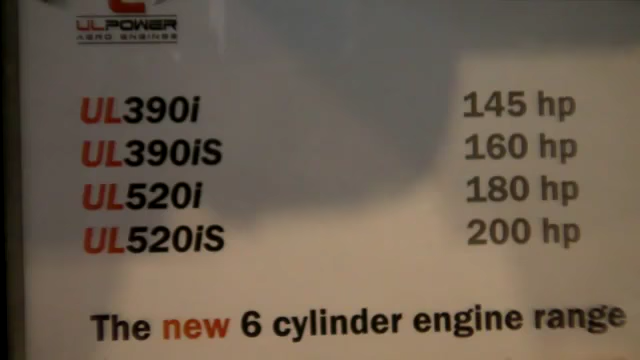 ULPOWER
AERO ENGINES
UL390i 145 hp
UL390iS 160 hp
UL520i 180 hp
UL520iS 200 hp
The new 6 cylinder engine range